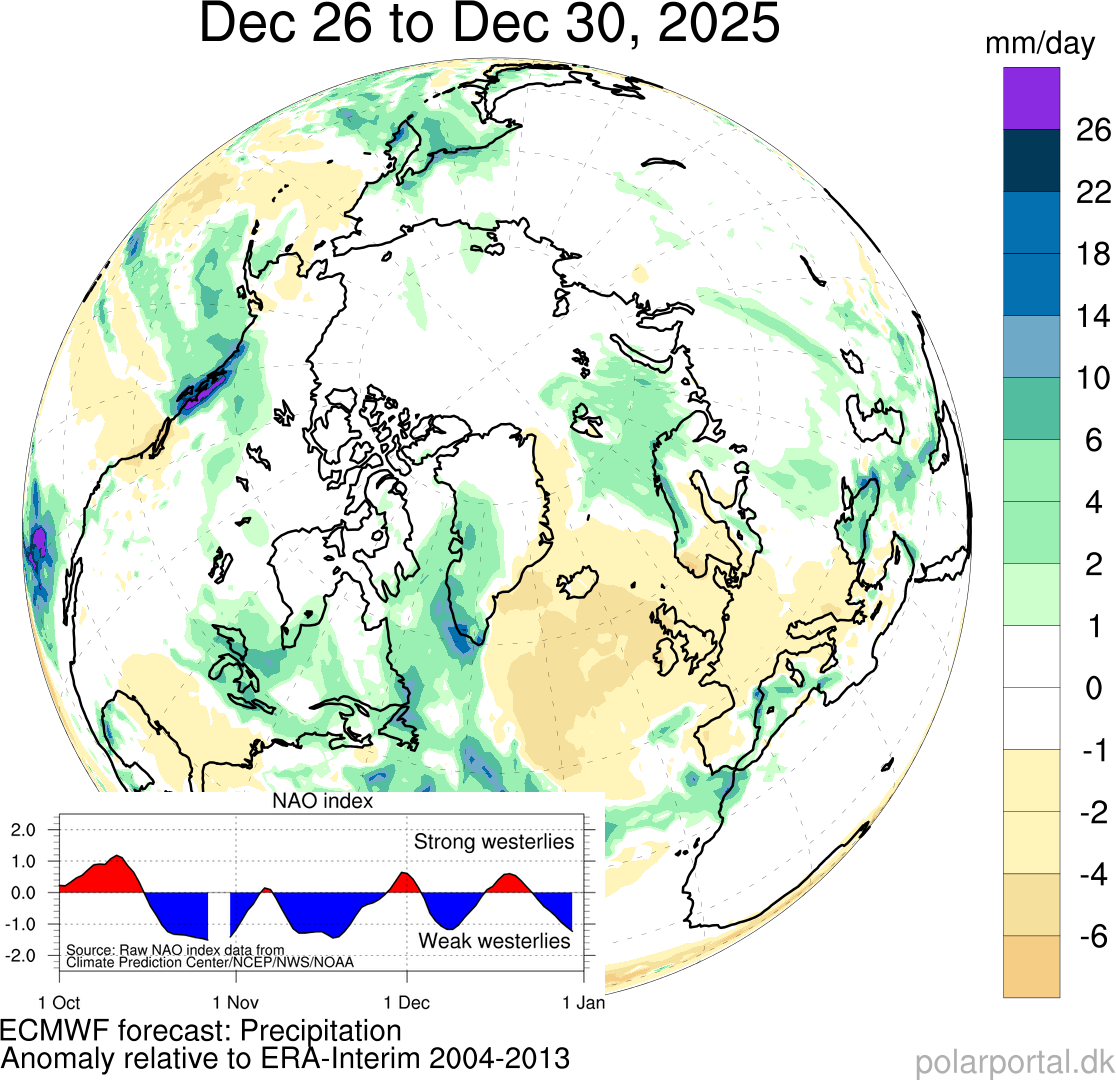 Dec 26 to Dec 30, 2025
mm/day
26
22
18
14
10
6
4
2
1
0
-1
-2
-4
-6
NAO index
2.0
1.0
0.0
-1.0
-2.0
Strong westerlies
Weak westerlies
Source: Raw NAO index data from
Climate Prediction Center/NCEP/NWS/NOAA
1 Oct 1 Nov 1 Dec 1 Jan
ECMWF forecast: Precipitation
Anomaly relative to ERA-Interim 2004-2013
polarportal.dk